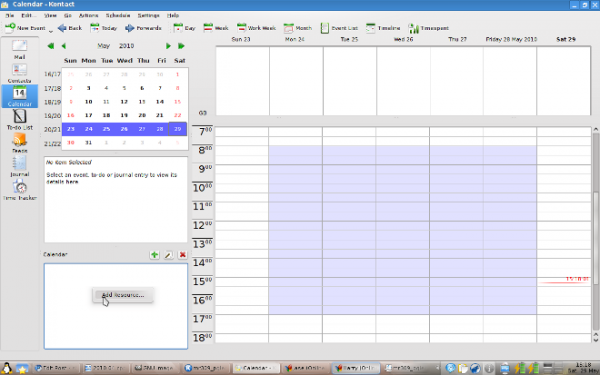 Calendar - Kontact
File Edit View Go Actions Schedule Settings Help
New Event Back Today Forwards Day Week Work Week Month Event List Timeline Timespent
Mail
Contacts
Calendar
To-do List
Feeds
Journal
Time Tracker
May 2010
Sun Mon Tue Wed Thu Fri Sat
16/17 25 26 27 28 29 30 1
17/18 2 3 4 5 6 7 8
18/19 9 10 11 12 13 14 15
19/20 16 17 18 19 20 21 22
20/21 23 24 25 26 27 28 29
21/22 30 31 1 2 3 4 5
No Item Selected
Select an event, to-do or journal entry to view its
details here.
Calendar
Add Resource...
Sun 23 Mon 24 Tue 25 Wed 26 Thu 27 Friday 28 May 2010 Sat 29
7:00
8:00
9:00
10:00
11:00
12:00
13:00
14:00
15:00
16:00
17:00
18:00
Edit Post
2010
GNU Image
Calendar -
15:18
Sat, 29 May